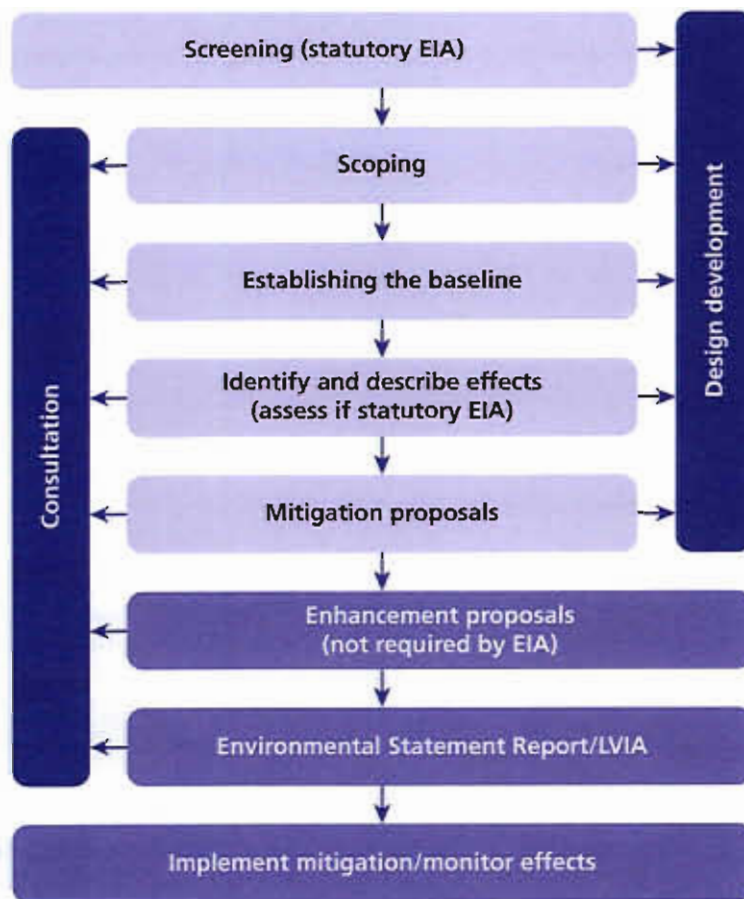 Screening (statutory EIA)
Scoping
Establishing the baseline
Identify and describe effects
(assess if statutory EIA)
Mitigation proposals
Enhancement proposals
(not required by EIA)
Environmental Statement Report/LVIA
Implement mitigation/monitor effects
Consultation
Design development